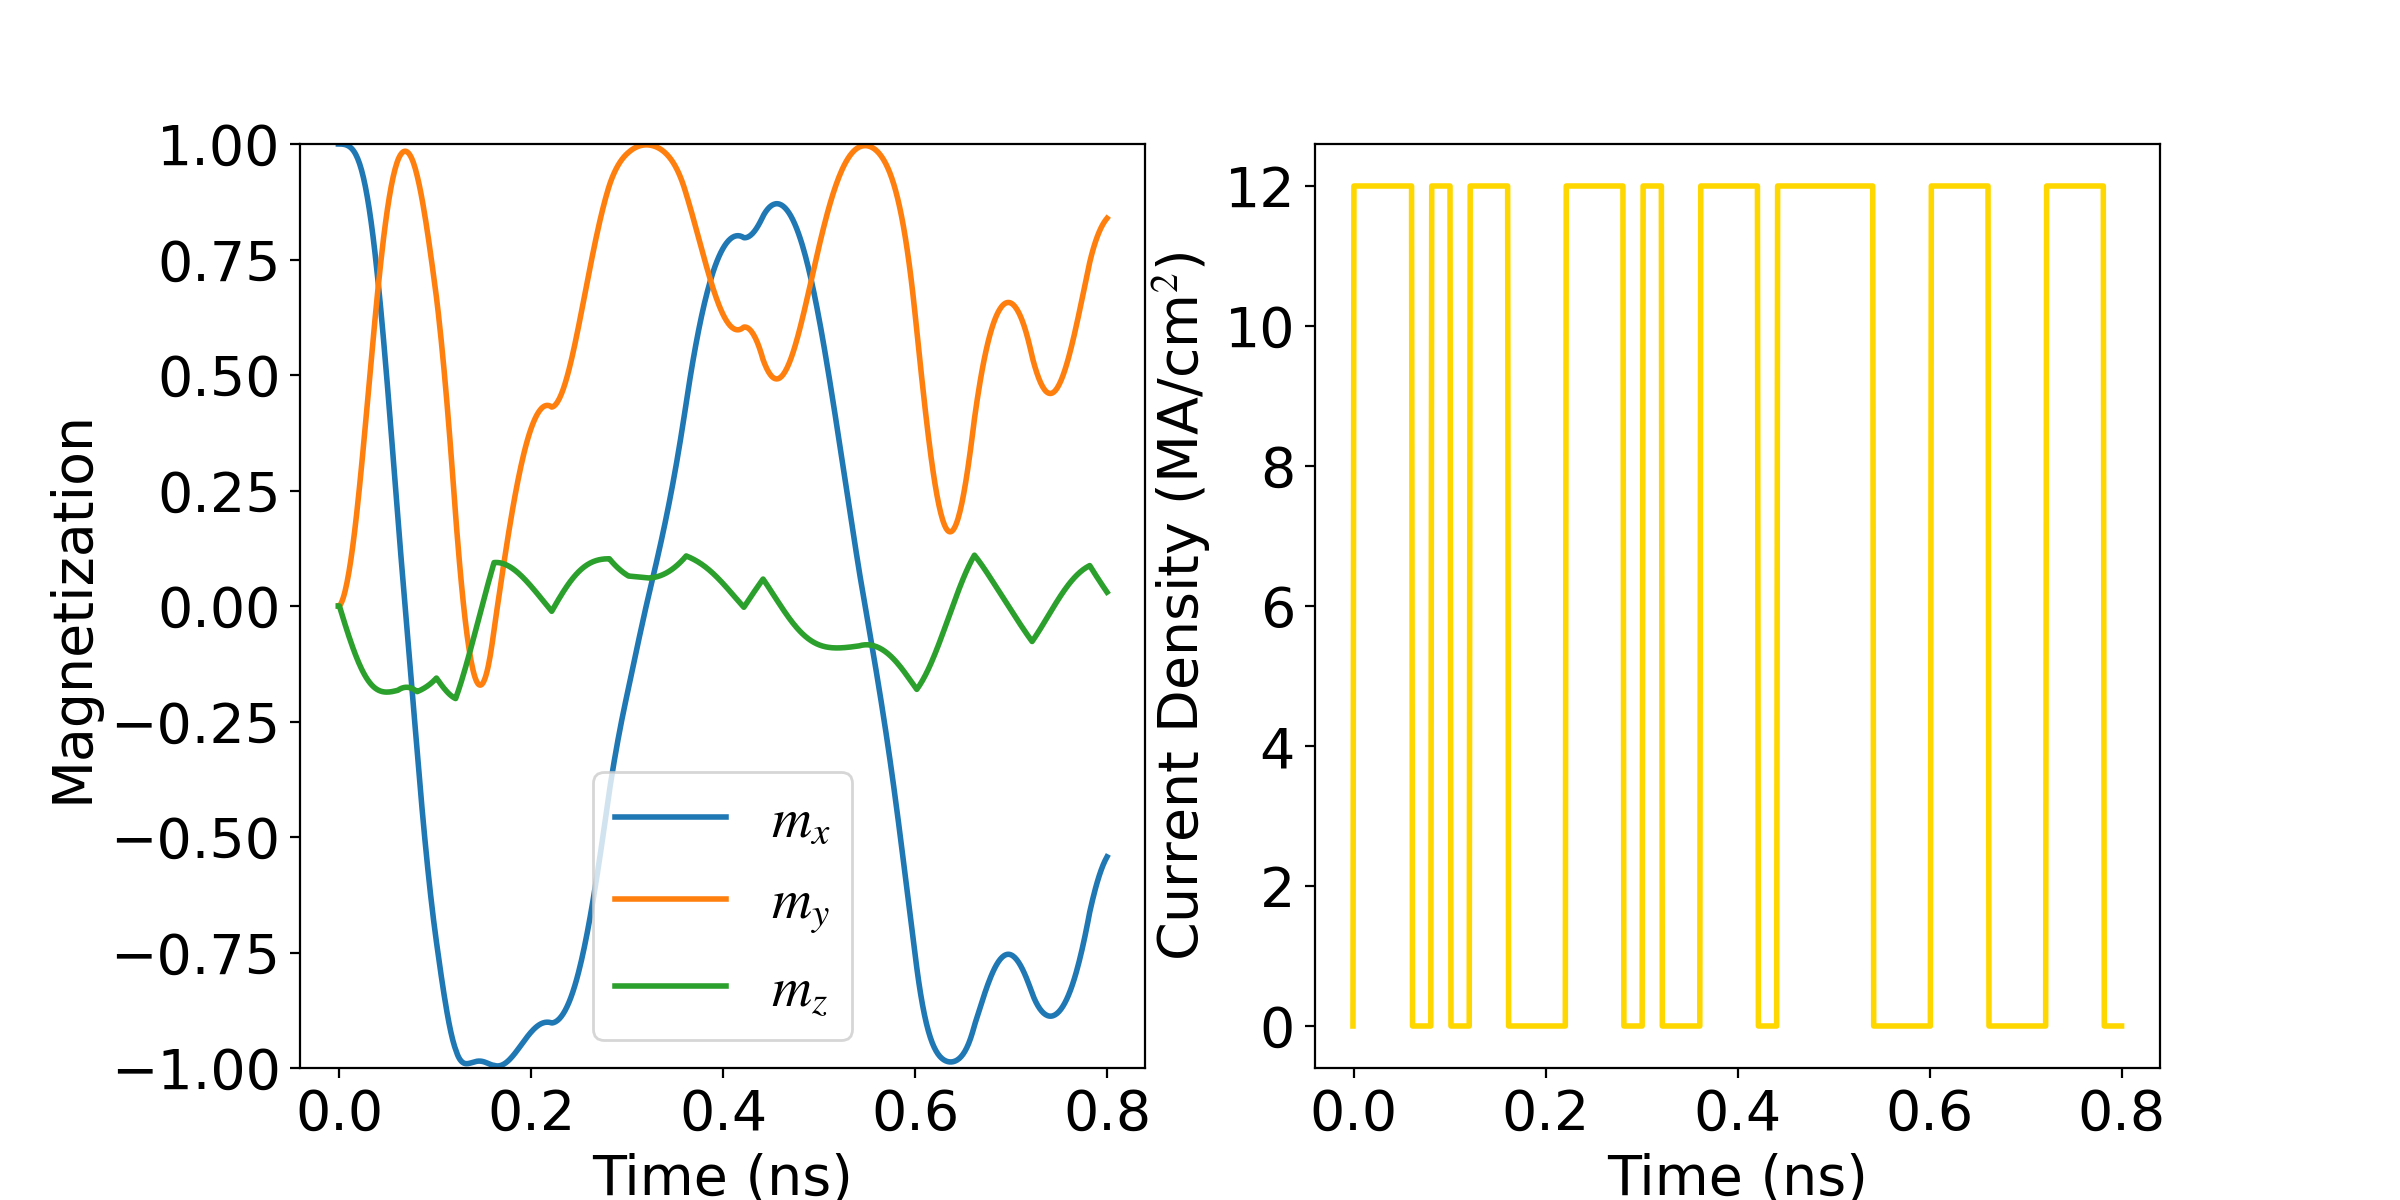 Magnetization
1.00
0.75
0.50
0.25
0.00
−0.25
−0.50
−0.75
−1.00
0.0 0.2 0.4 0.6 0.8
Time (ns)
m_x
m_y
m_z
Current Density (MA/cm²)
12
10
8
6
4
2
0
0.0 0.2 0.4 0.6 0.8
Time (ns)